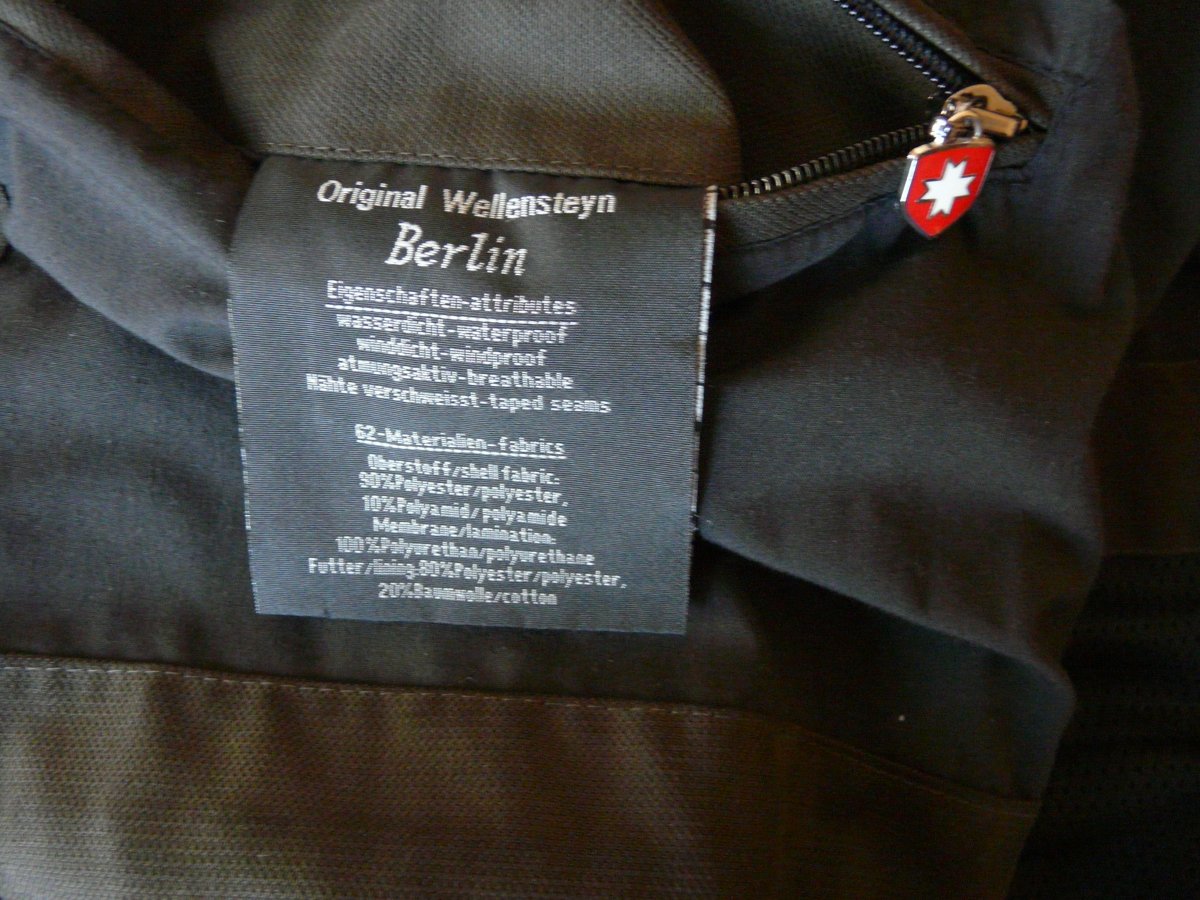 Original Wellensteyn
Berlin
Eigenschaften-attributes
wasserdicht-waterproof
winddicht-windproof
atmungsaktiv-breathable
Nähte verschweisst-taped seams
62-Materialien-fabrics
Oberstoff/shell fabric:
90%Polyester/polyester,
10%Polyamid/polyamide
Membrane/lamination:
100%Polyurethan/polyurethane
Futter/lining:80%Polyester/polyester,
20%Baumwolle/cotton